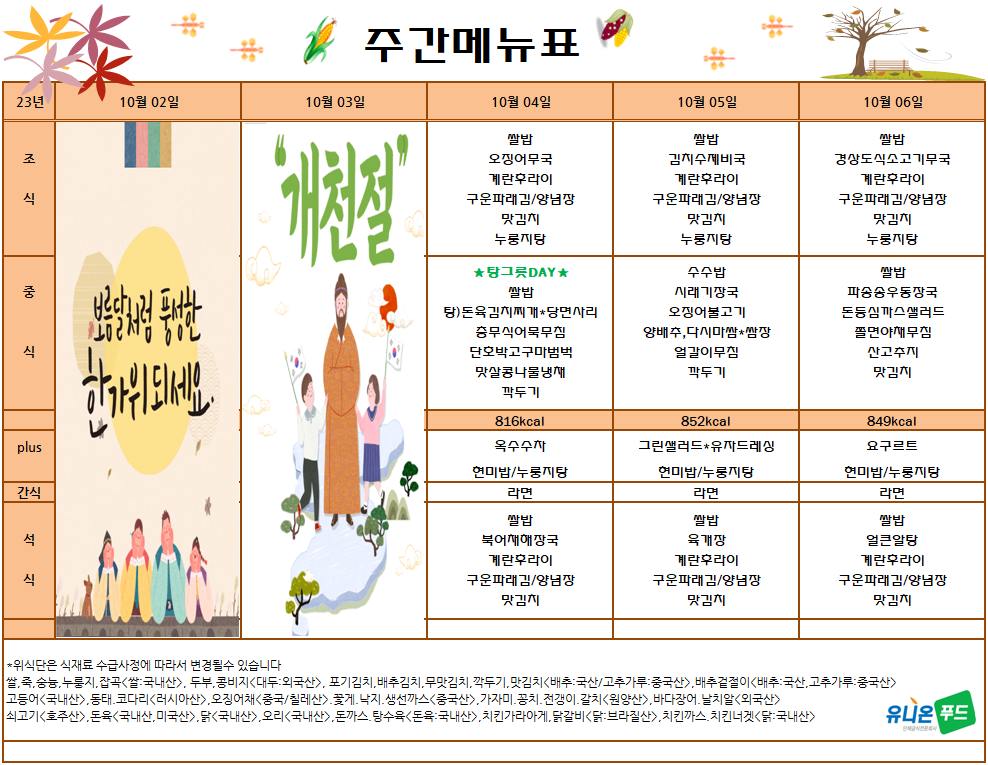 주간메뉴표
23년 10월 02일 10월 03일 10월 04일 10월 05일 10월 06일
보름달처럼 풍성한
한가위 되세요.
"개천절"
조
식
쌀밥 쌀밥 쌀밥
오징어무국 김치수제비국 경상도식소고기무국
계란후라이 계란후라이 계란후라이
구운파래김/양념장 구운파래김/양념장 구운파래김/양념장
맛김치 맛김치 맛김치
누룽지탕 누룽지탕 누룽지탕
중
식
★탕그릇DAY★ 수수밥 쌀밥
쌀밥 시래기장국 파송송우동장국
탕)돈육김치찌개*당면사리 오징어불고기 돈등심까스샐러드
충무식어묵무침 양배추,다시마쌈*쌈장 쫄면야채무침
단호박고구마범벅 얼갈이무침 산고추지
맛살콩나물냉채 깍두기 맛김치
깍두기
816kcal 852kcal 849kcal
plus 옥수수차 그린샐러드*유자드레싱 요구르트
현미밥/누룽지탕 현미밥/누룽지탕 현미밥/누룽지탕
간식 라면 라면 라면
석
식
쌀밥 쌀밥 쌀밥
북어채해장국 육개장 얼큰알탕
계란후라이 계란후라이 계란후라이
구운파래김/양념장 구운파래김/양념장 구운파래김/양념장
맛김치 맛김치 맛김치
*위식단은 식재료 수급사정에 따라서 변경될수 있습니다
쌀,죽,숭늉,누룽지,잡곡<쌀:국내산>, 두부,콩비지<대두:외국산>, 포기김치,배추김치,무맛김치,깍두기,맛김치<배추:국산/고추가루:중국산>,배추겉절이<배추:국산,고추가루:중국산>
고등어<국내산>,동태.코다리<러시아산>,오징어채<중국/칠레산>.꽃게.낙지.생선까스<중국산>,가자미.꽁치.전갱이.갈치<원양산>,바다장어.날치알<외국산>
쇠고기<호주산>,돈육<국내산,미국산>,닭<국내산>,오리<국내산>,돈까스.탕수육<돈육:국내산>,치킨가라아게,닭갈비<닭:브라질산>,치킨까스.치킨너겟<닭:국내산>
유니온푸드
단체급식전문회사